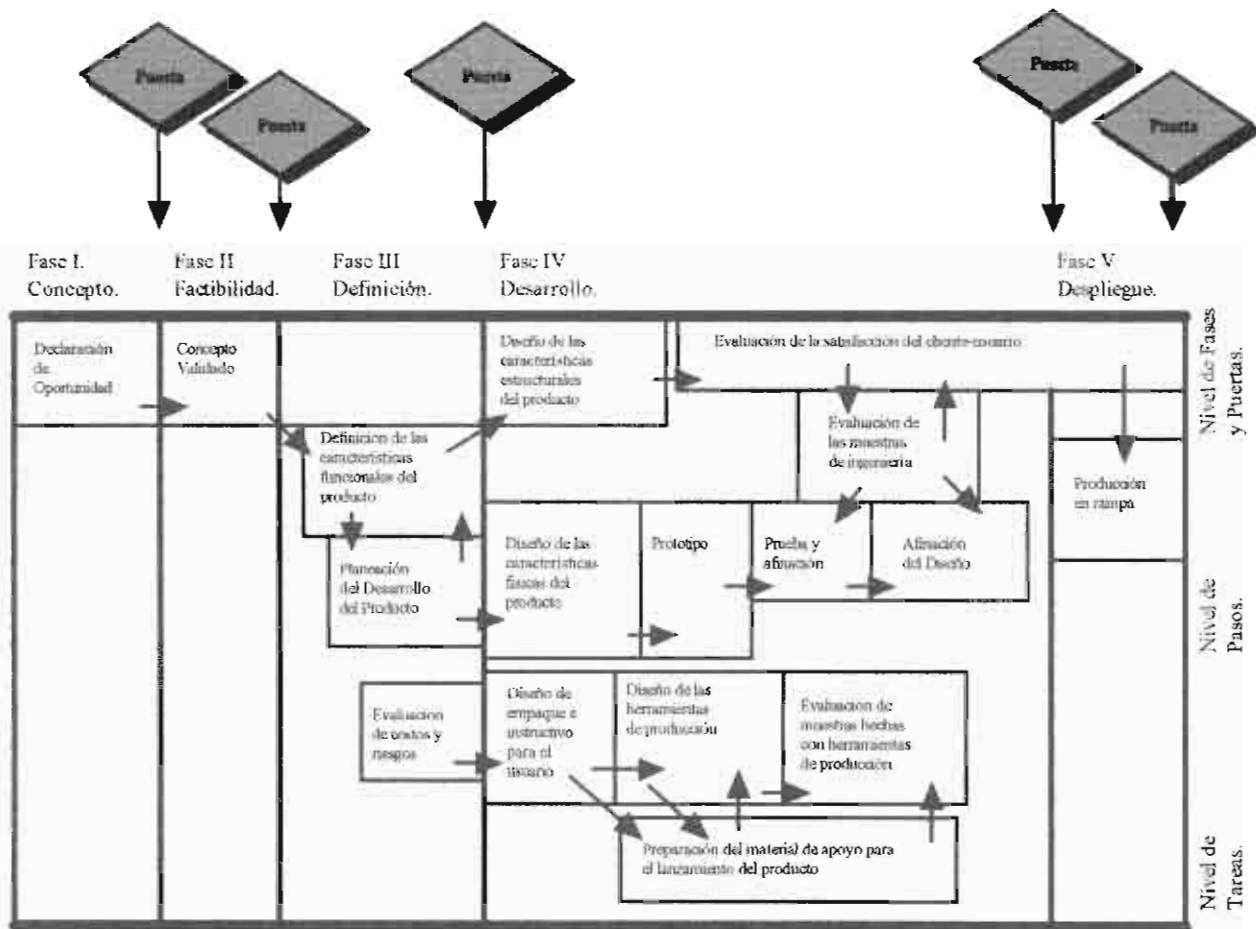 Puerta
Puerta
Puerta
Puerta
Puerta
Fase I.
Concepto.
Fase II
Factibilidad.
Fase III
Definición.
Fase IV
Desarrollo.
Fase V
Despliegue.
Declaración
de
Oportunidad
Concepto
Validado
Diseño de las
características
estructurales
del producto
Evaluación de la satisfacción del cliente-usuario
Definición de las
características
funcionales del
producto
Evaluación de
las muestras
de ingeniería
Producción
en rampa
Planeación
del Desarrollo
del Producto
Diseño de las
características
físicas del
producto
Prototipo
Prueba y
afinación
Afinación
del Diseño
Evaluación
de costos y
riesgos
Diseño de
empaque e
instructivo
para el
usuario
Diseño de las
herramientas
de producción
Evaluación de
muestras hechas
con herramientas
de producción
Preparación del material de apoyo para
el lanzamiento del producto
Nivel de Fases
y Puertas.
Nivel de
Pasos.
Nivel de
Tareas.